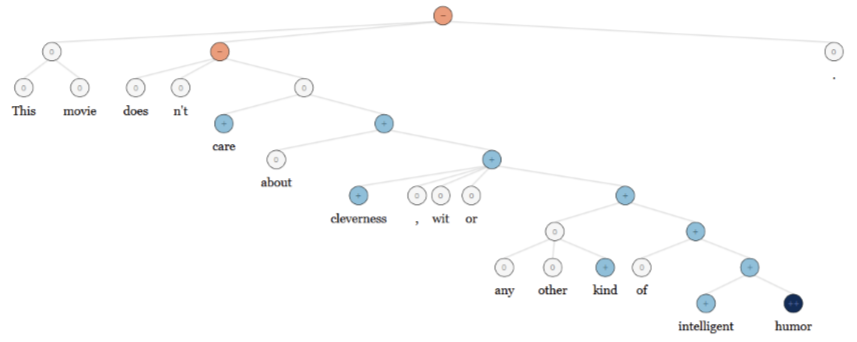 This movie does n't
care
about
cleverness , wit or
any other kind of
intelligent humor
.